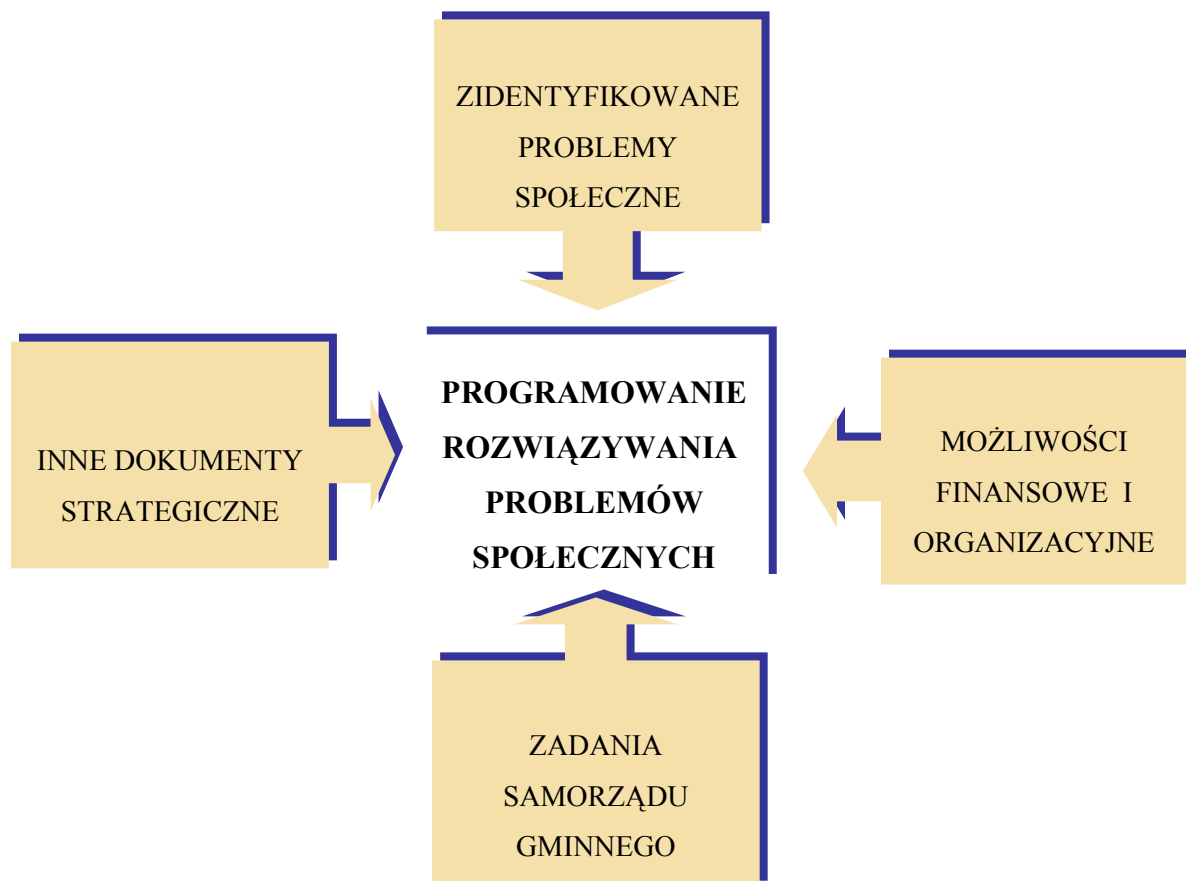 ZIDENTYFIKOWANE
PROBLEMY
SPOŁECZNE
INNE DOKUMENTY
STRATEGICZNE
PROGRAMOWANIE
ROZWIĄZYWANIA
PROBLEMÓW
SPOŁECZNYCH
MOŻLIWOŚCI
FINANSOWE I
ORGANIZACYJNE
ZADANIA
SAMORZĄDU
GMINNEGO